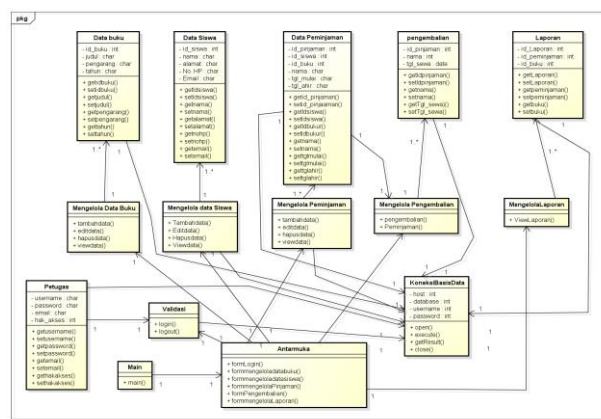 pkg
Data buku
- id_buku : int
- judul : char
- pengarang : char
- tahun : char
+ getidbuku()
+ setidbuku()
+ getjudul()
+ setjudul()
+ getpengarang()
+ setpengarang()
+ gettahun()
+ settahun()
Data Siswa
- id_siswa : int
- nama : char
- alamat : char
- No_HP : char
- Email : char
+ getidsiswa()
+ setidsiswa()
+ getnama()
+ setnama()
+ getalamat()
+ setalamat()
+ getnohp()
+ setnohp()
+ getemail()
+ setemail()
Data Peminjaman
- id_pinjaman : int
- id_siswa : int
- id_buku : int
- nama : char
- tgl_mulai : char
- tgl_ahir : char
+ getid_pinjaman()
+ setid_pinjaman()
+ getidsiswa()
+ setidsiswa()
+ getidbukur()
+ setidbukur()
+ getnama()
+ setnama()
+ gettglmulai()
+ settglmulai()
+ gettglahir()
+ settglahir()
pengembalian
- id_pinjaman : int
- nama : int
- tgl_sewa : date
+ getidpinjaman()
+ setidpinjaman()
+ getnama()
+ setnama()
+ getTgl_sewa()
+ setTgl_sewa()
Laporan
- id_Laporan : int
- id_peminjaman : int
- id_buku : int
+ getLaporan()
+ setLaporan()
+ getpeminjaman()
+ setpeminjaman()
+ getbuku()
+ setbuku()
Mengelola Data Buku
+ tambahdata()
+ editdata()
+ hapusdata()
+ viewdata()
Mengelola data Siswa
+ Tambahdata()
+ Editdata()
+ Hapusdata()
+ Viewdata()
Mengelola Peminjaman
+ tambahdata()
+ editdata()
+ hapusdata()
+ viewdata()
Mengelola Pengembalian
+ pengembalian()
+ Peminjaman()
MengelolaLaporan
+ ViewLaporan()
Petugas
- username : char
- password : char
- email : char
- hak_akses : int
+ getusername()
+ setusername()
+ getpassword()
+ setpassword()
+ getemail()
+ setemail()
+ gethakakses()
+ sethakakses()
Validasi
+ login()
+ logout()
KoneksiBasisData
- host : int
- database : int
- username : int
- password : int
+ open()
+ execute()
+ getResult()
+ close()
Main
+ main()
Antarmuka
+ formLogin()
+ formmengeloladatabuku()
+ formmengeloladatasiswa()
+ formmengelolaPinjaman()
+ formPengembalian()
+ formmengelolaLaporan()